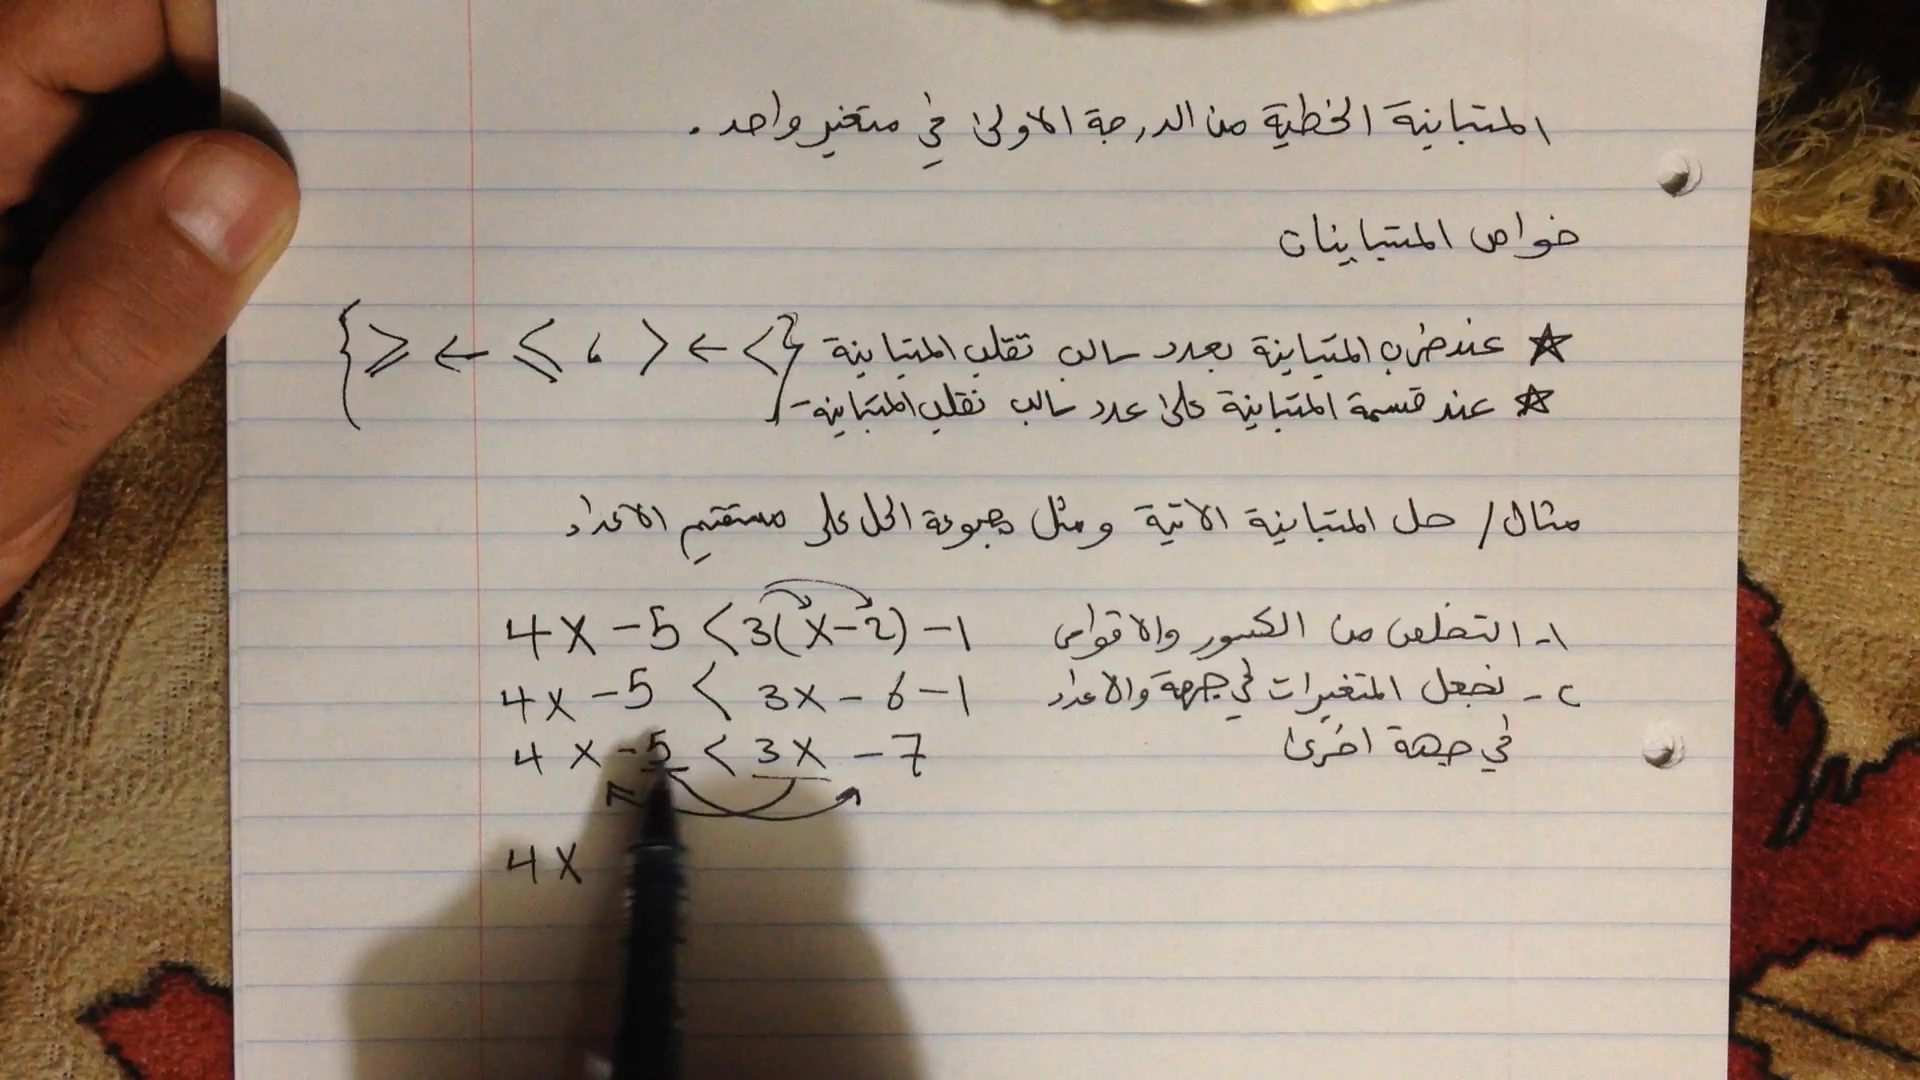 المتباينة الخطية من الدرجة الاولى في متغير واحد .
خواص المتباينات
☆ عند ضرب المتباينة بعدد سالب تقلب المتباينة { > ← < ، ⩽ ← ⩾ }
☆ عند قسمة المتباينة على عدد سالب نقلب المتباينة -
مثال / حل المتباينة الاتية ومثل مجموعة الحل على مستقيم الاعداد
١- التخلص من الكسور والاقواس 4x - 5 < 3(x - 2) - 1
٢- نجعل المتغيرات في جهة والاعداد 4x - 5 < 3x - 6 - 1
في جهة اخرى 4x - 5 < 3x - 7
4x